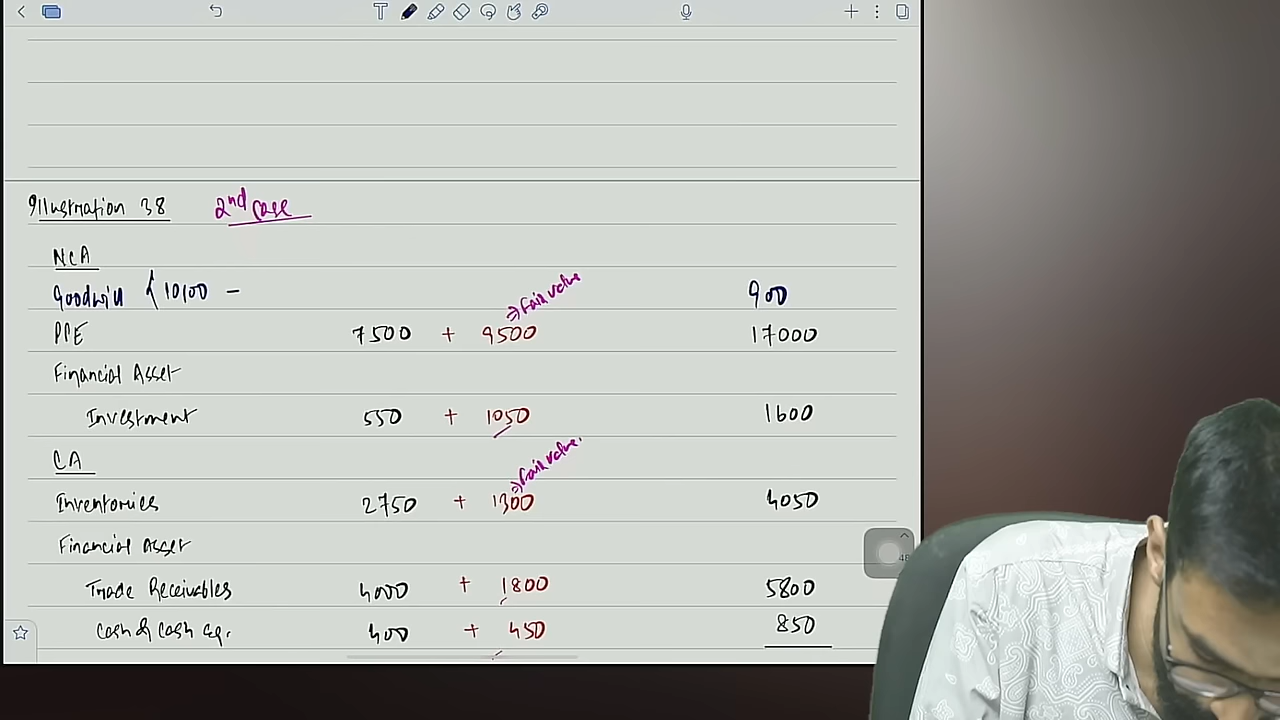 Illustration 38 2nd Case
NCA
Goodwill {10100 - 900
⇒ Fair value
PPE 7500 + 9500 17000
Financial Asset
Investment 550 + 1050 1600
CA
⇒ Fair value.
Inventories 2750 + 1300 4050
Financial Asset
Trade Receivables 4000 + 1800 5800
Cash & Cash eq. 400 + 450 850